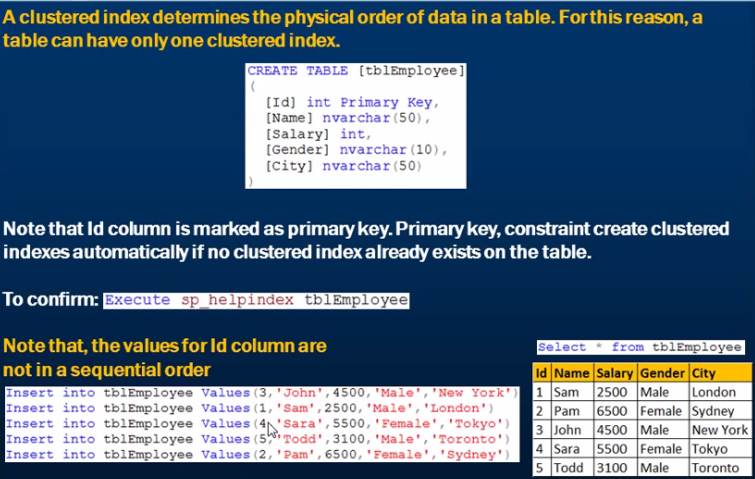 A clustered index determines the physical order of data in a table. For this reason, a
table can have only one clustered index.
CREATE TABLE [tblEmployee]
(
[Id] int Primary Key,
[Name] nvarchar(50),
[Salary] int,
[Gender] nvarchar(10),
[City] nvarchar(50)
)
Note that Id column is marked as primary key. Primary key, constraint create clustered
indexes automatically if no clustered index already exists on the table.
To confirm: Execute sp_helpindex tblEmployee
Note that, the values for Id column are
not in a sequential order
Insert into tblEmployee Values(3,'John',4500,'Male','New York')
Insert into tblEmployee Values(1,'Sam',2500,'Male','London')
Insert into tblEmployee Values(4,'Sara',5500,'Female','Tokyo')
Insert into tblEmployee Values(5,'Todd',3100,'Male','Toronto')
Insert into tblEmployee Values(2,'Pam',6500,'Female','Sydney')
Select * from tblEmployee
Id Name Salary Gender City
1 Sam 2500 Male London
2 Pam 6500 Female Sydney
3 John 4500 Male New York
4 Sara 5500 Female Tokyo
5 Todd 3100 Male Toronto